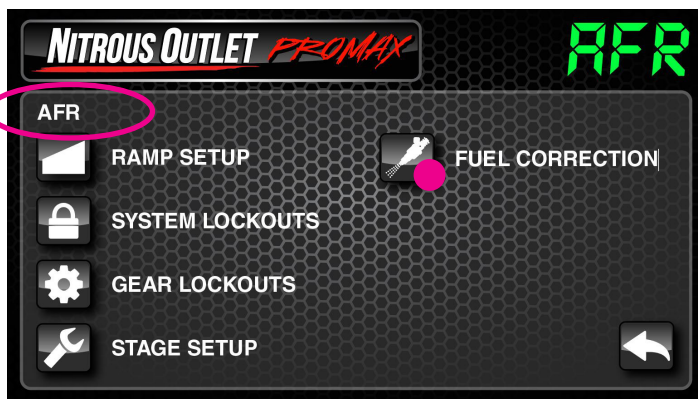 NITROUS OUTLET PROMAX
AFR
AFR
RAMP SETUP
FUEL CORRECTION
SYSTEM LOCKOUTS
GEAR LOCKOUTS
STAGE SETUP